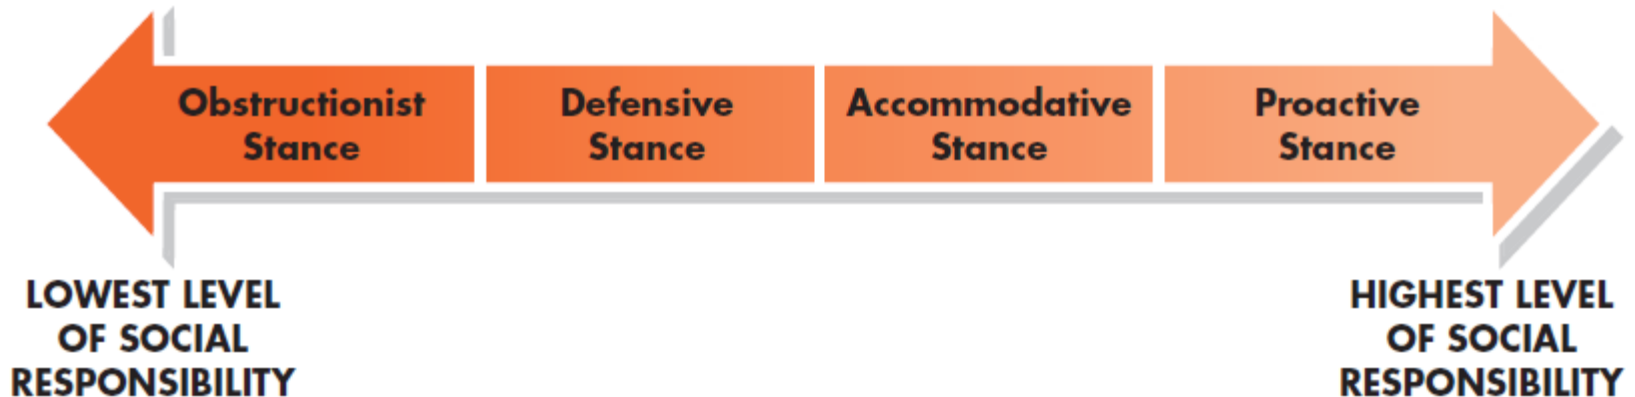 Obstructionist
Stance
Defensive
Stance
Accommodative
Stance
Proactive
Stance
LOWEST LEVEL
OF SOCIAL
RESPONSIBILITY
HIGHEST LEVEL
OF SOCIAL
RESPONSIBILITY